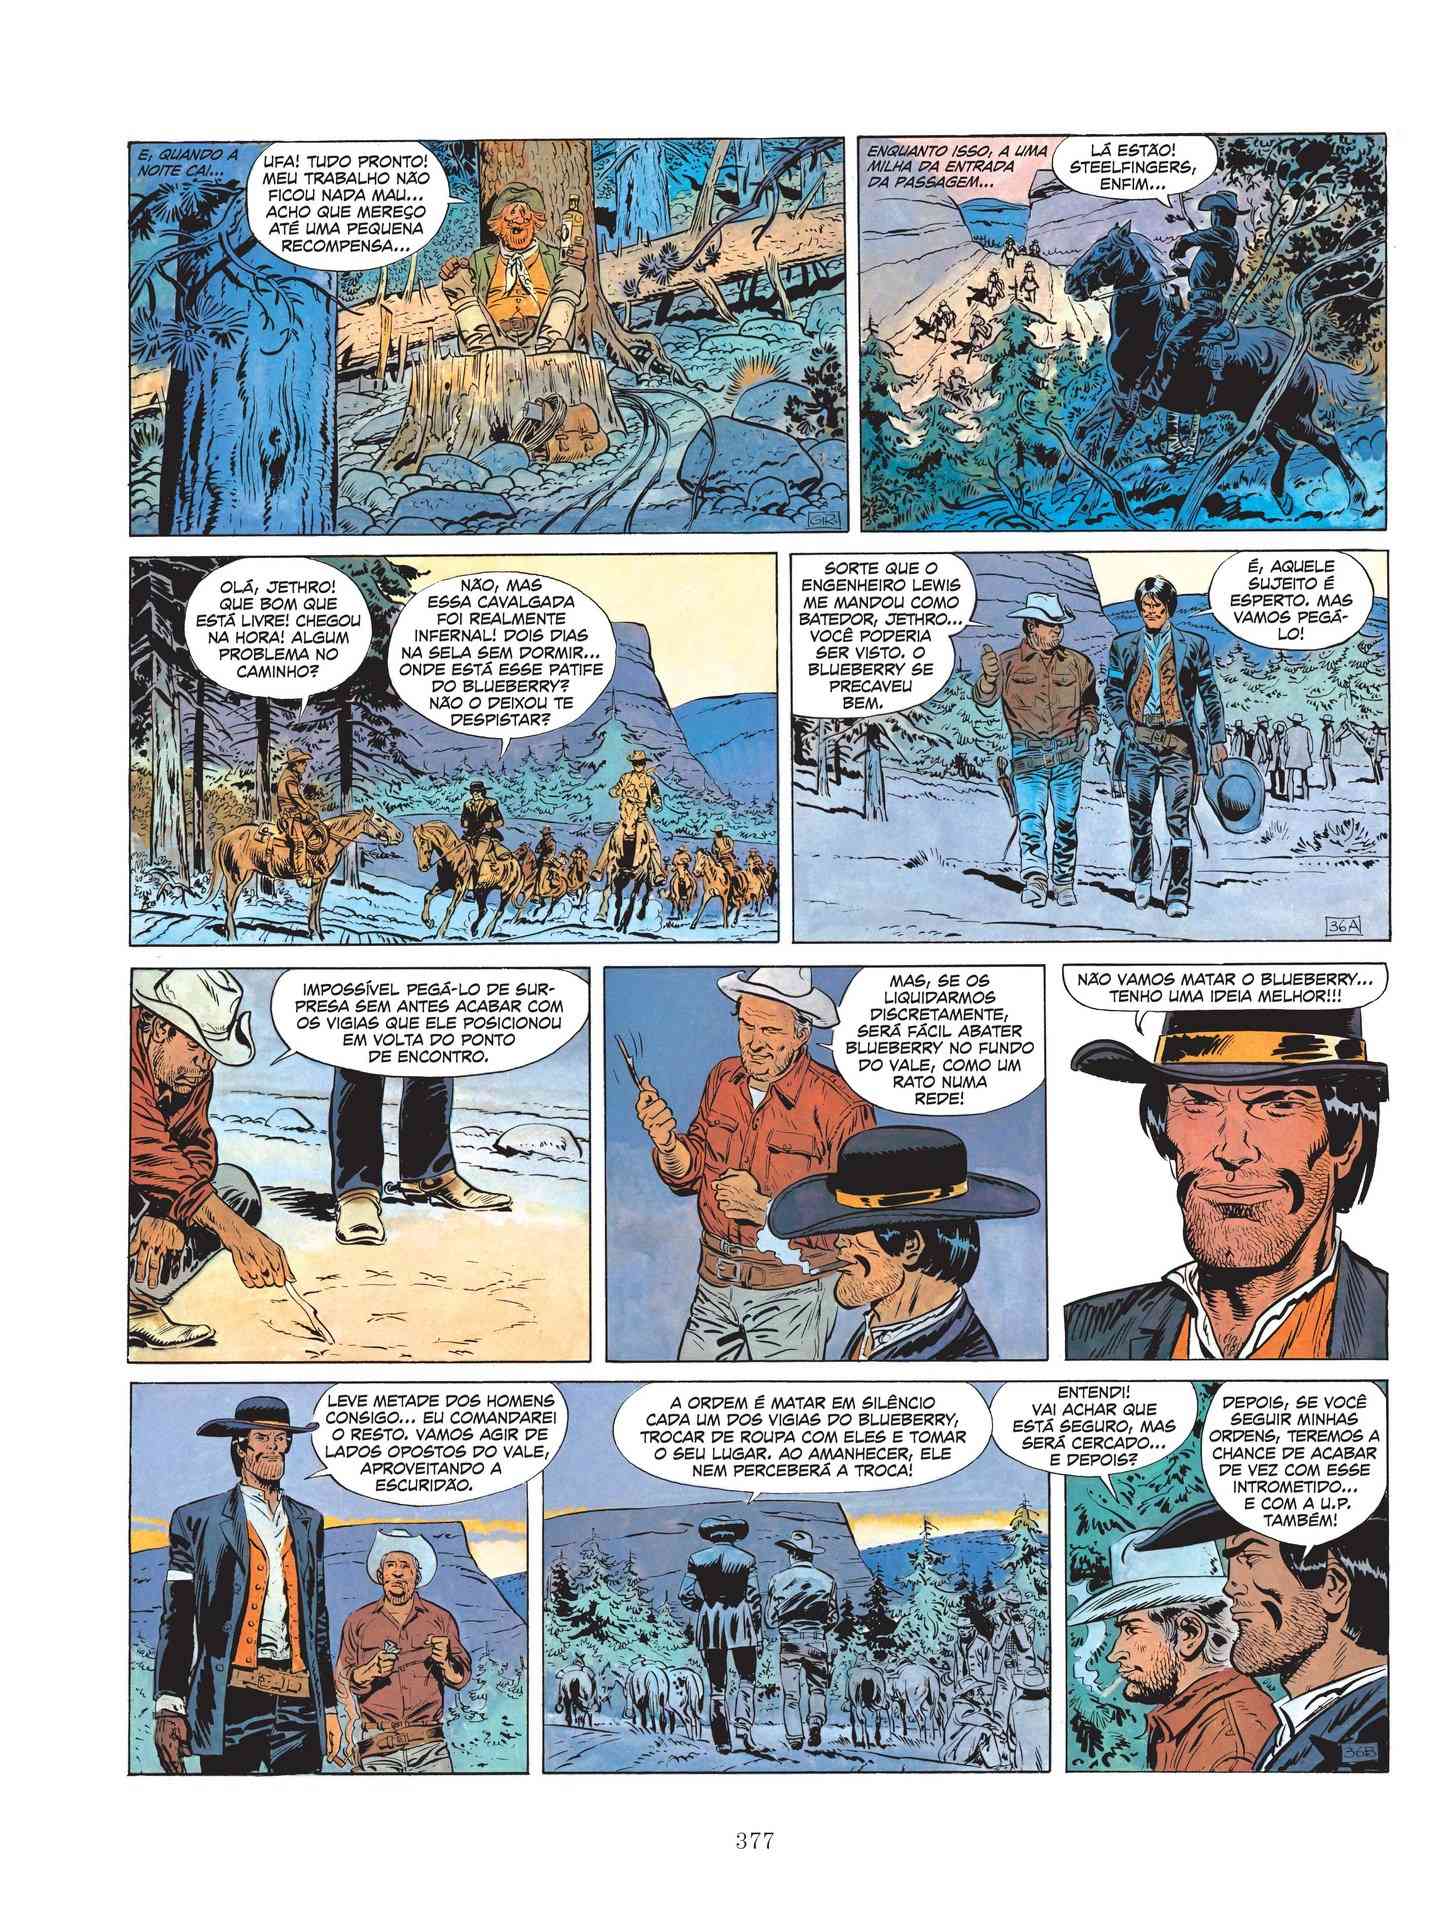 E, QUANDO A
NOITE CAI...
UFA! TUDO PRONTO!
MEU TRABALHO NÃO
FICOU NADA MAU...
ACHO QUE MEREÇO
ATÉ UMA PEQUENA
RECOMPENSA...
GIR
ENQUANTO ISSO, A UMA
MILHA DA ENTRADA
DA PASSAGEM...
LÁ ESTÃO!
STEELFINGERS,
ENFIM...
OLÁ, JETHRO!
QUE BOM QUE
ESTÁ LIVRE! CHEGOU
NA HORA! ALGUM
PROBLEMA NO
CAMINHO?
NÃO, MAS
ESSA CAVALGADA
FOI REALMENTE
INFERNAL! DOIS DIAS
NA SELA SEM DORMIR...
ONDE ESTÁ ESSE PATIFE
DO BLUEBERRY?
NÃO O DEIXOU TE
DESPISTAR?
SORTE QUE O
ENGENHEIRO LEWIS
ME MANDOU COMO
BATEDOR, JETHRO...
VOCÊ PODERIA
SER VISTO. O
BLUEBERRY SE
PRECAVEU
BEM.
É, AQUELE
SUJEITO É
ESPERTO. MAS
VAMOS PEGÁ-
LO!
36A
IMPOSSÍVEL PEGÁ-LO DE SUR-
PRESA SEM ANTES ACABAR COM
OS VIGIAS QUE ELE POSICIONOU
EM VOLTA DO PONTO
DE ENCONTRO.
MAS, SE OS
LIQUIDARMOS
DISCRETAMENTE,
SERÁ FÁCIL ABATER
BLUEBERRY NO FUNDO
DO VALE, COMO UM
RATO NUMA
REDE!
NÃO VAMOS MATAR O BLUEBERRY...
TENHO UMA IDEIA MELHOR!!!
LEVE METADE DOS HOMENS
CONSIGO... EU COMANDAREI
O RESTO. VAMOS AGIR DE
LADOS OPOSTOS DO VALE,
APROVEITANDO A
ESCURIDÃO.
A ORDEM É MATAR EM SILÊNCIO
CADA UM DOS VIGIAS DO BLUEBERRY,
TROCAR DE ROUPA COM ELES E TOMAR
O SEU LUGAR. AO AMANHECER, ELE
NEM PERCEBERÁ A TROCA!
ENTENDI!
VAI ACHAR QUE
ESTÁ SEGURO, MAS
SERÁ CERCADO...
E DEPOIS?
DEPOIS, SE VOCÊ
SEGUIR MINHAS
ORDENS, TEREMOS A
CHANCE DE ACABAR
DE VEZ COM ESSE
INTROMETIDO...
E COM A U.P.
TAMBÉM!
36B
377